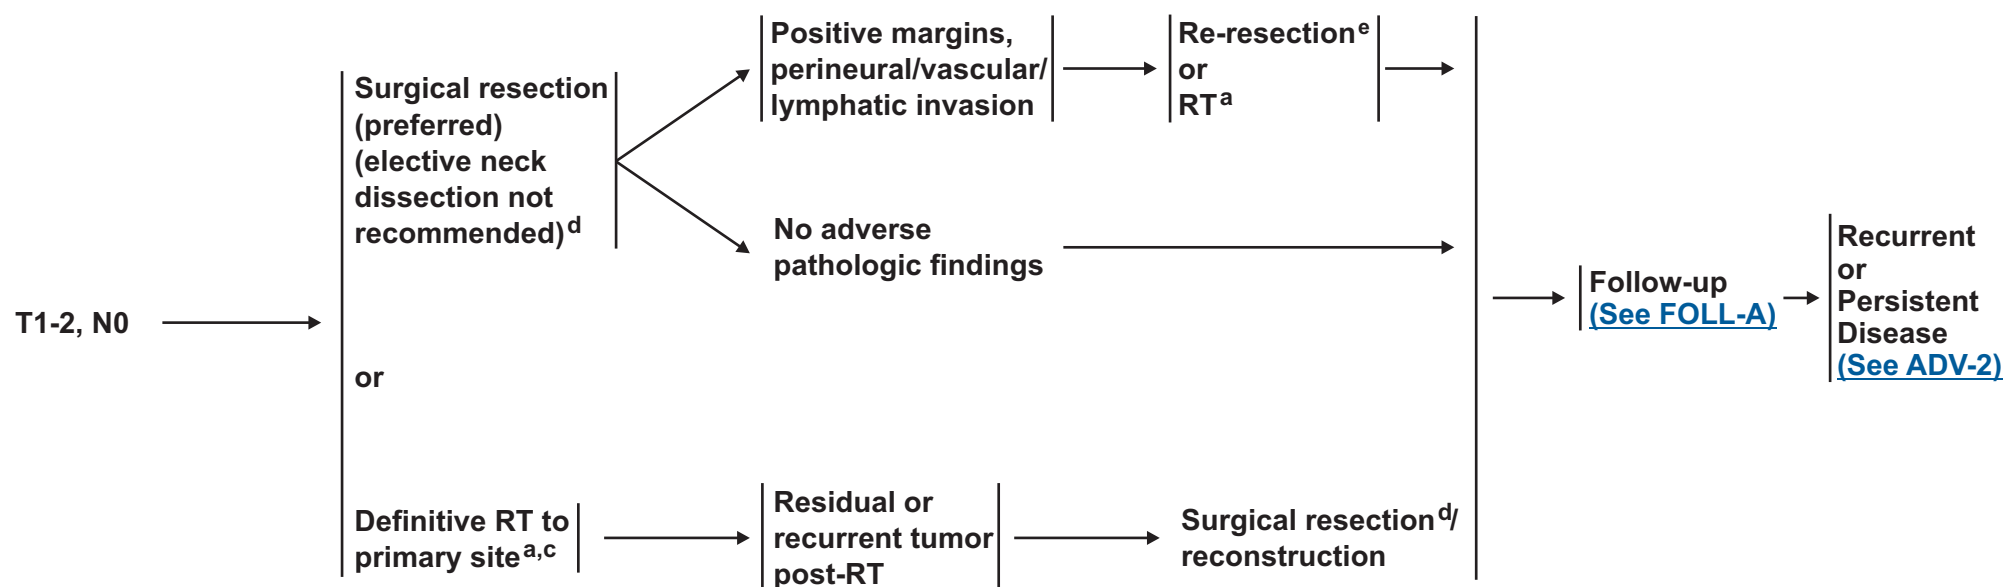 T1-2, N0
Surgical resection
(preferred)
(elective neck
dissection not
recommended)d
or
Definitive RT to
primary sitea,c
Positive margins,
perineural/vascular/
lymphatic invasion
Re-resectione
or
RTa
No adverse
pathologic findings
Residual or
recurrent tumor
post-RT
Surgical resectiond/
reconstruction
Follow-up
(See FOLL-A)
Recurrent
or
Persistent
Disease
(See ADV-2)